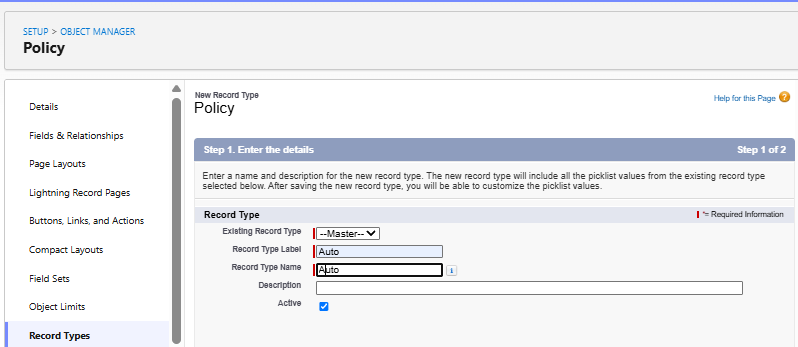 SETUP > OBJECT MANAGER
Policy
Details
Fields & Relationships
Page Layouts
Lightning Record Pages
Buttons, Links, and Actions
Compact Layouts
Field Sets
Object Limits
Record Types
New Record Type
Policy
Help for this Page ?
Step 1. Enter the details Step 1 of 2
Enter a name and description for the new record type. The new record type will include all the picklist values from the existing record type
selected below. After saving the new record type, you will be able to customize the picklist values.
Record Type *= Required Information
Existing Record Type --Master--
Record Type Label Auto
Record Type Name Auto i
Description
Active